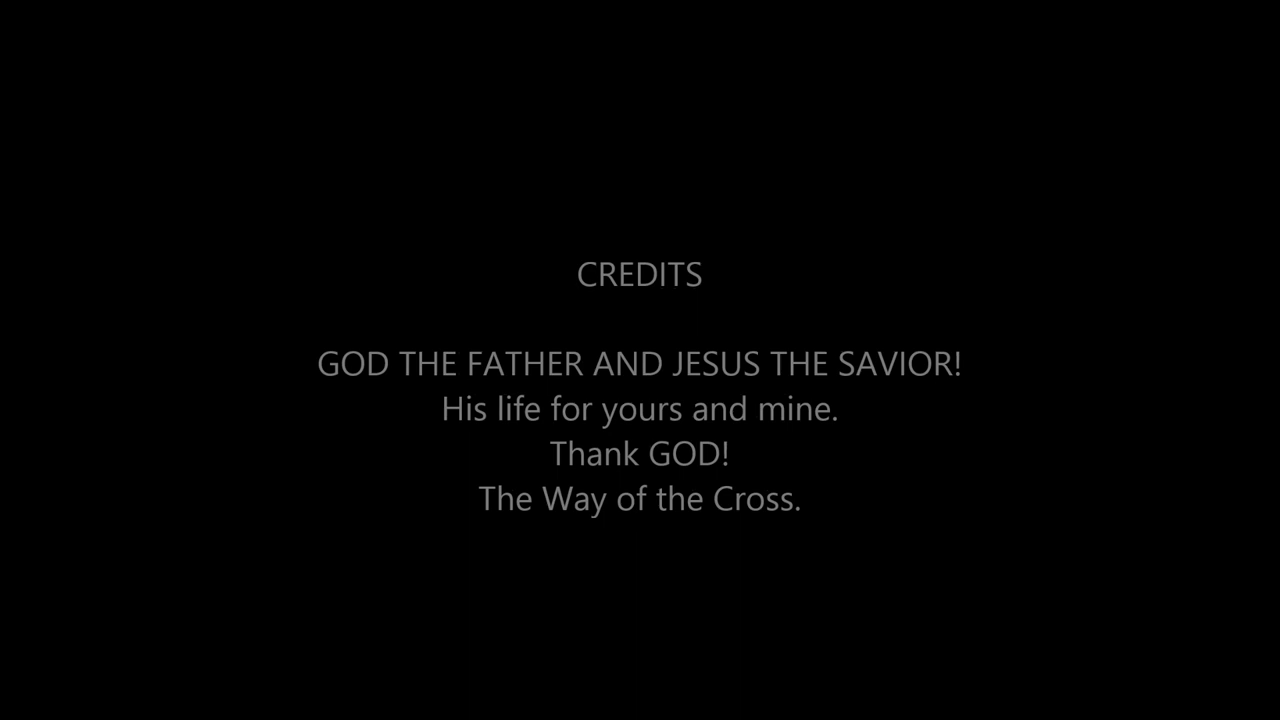 CREDITS
GOD THE FATHER AND JESUS THE SAVIOR!
His life for yours and mine.
Thank GOD!
The Way of the Cross.